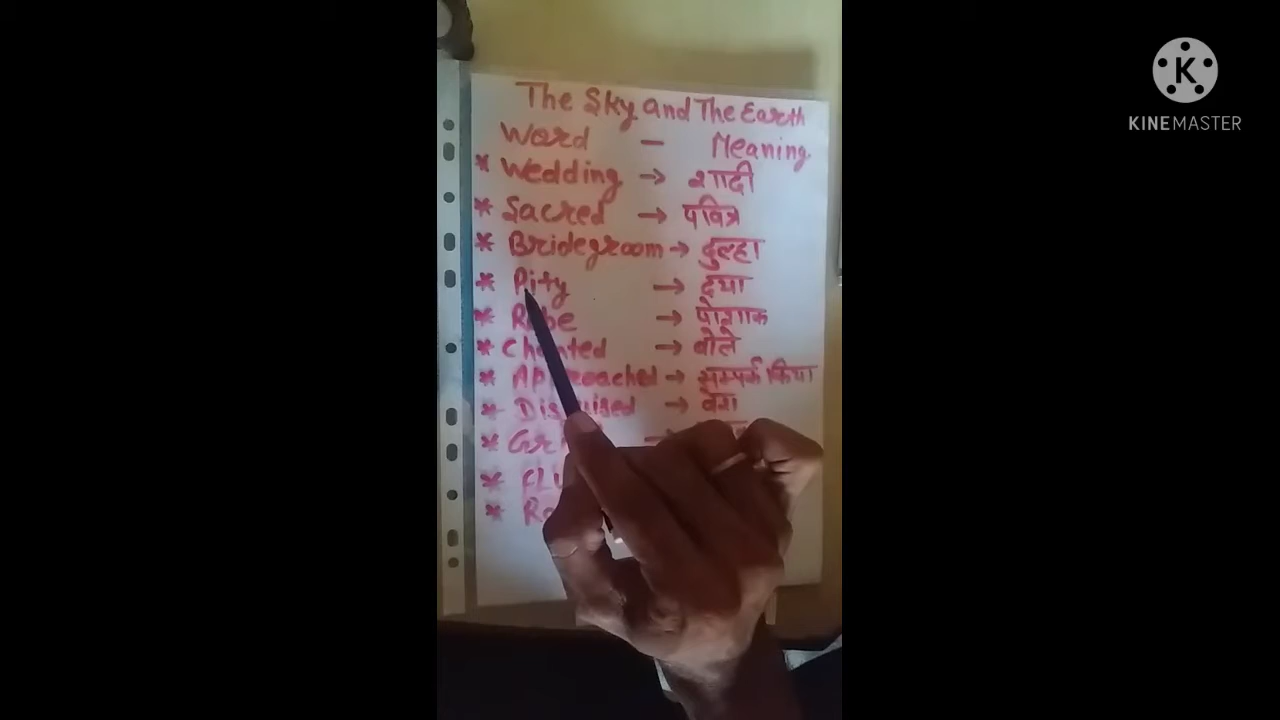 The Sky and The Earth
Word - Meaning
* Wedding → शादी
* Sacred → पवित्र
* Bridegroom → दुल्हा
* Pity → दया
* Robe → पोशाक
* Chanted → बोले
* Approached → सम्पर्क किया
* Disguised → वेश
K
KINEMASTER